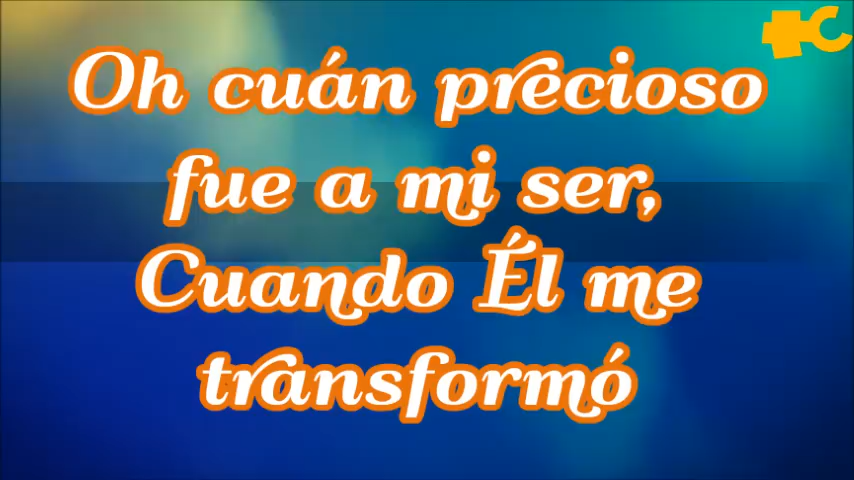 Oh cuán precioso
fue a mi ser,
Cuando Él me
transformó